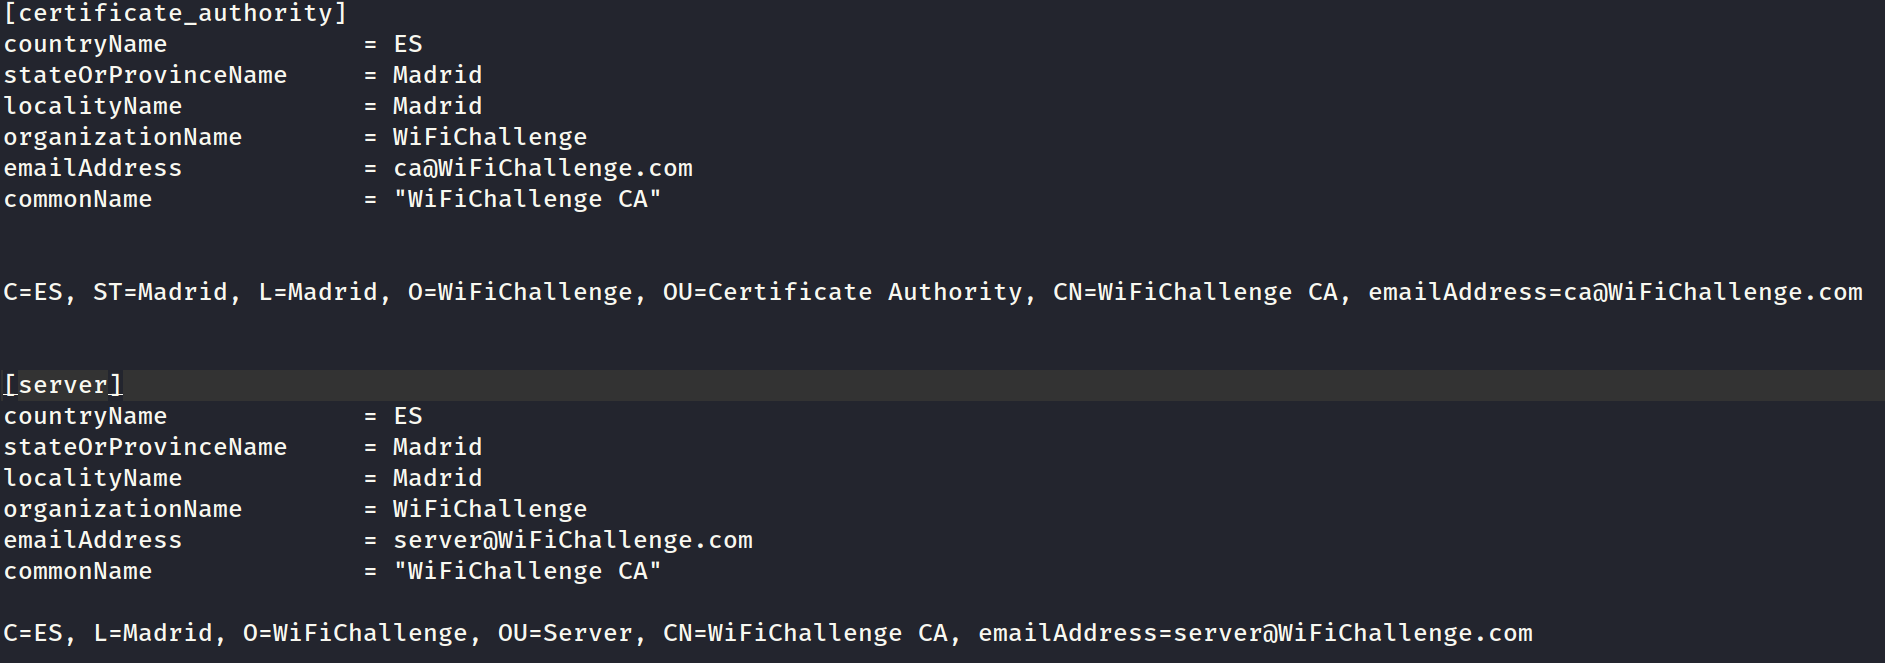 [certificate_authority]
countryName             = ES
stateOrProvinceName     = Madrid
localityName            = Madrid
organizationName        = WiFiChallenge
emailAddress            = ca@WiFiChallenge.com
commonName              = "WiFiChallenge CA"
C=ES, ST=Madrid, L=Madrid, O=WiFiChallenge, OU=Certificate Authority, CN=WiFiChallenge CA, emailAddress=ca@WiFiChallenge.com
[server]
countryName             = ES
stateOrProvinceName     = Madrid
localityName            = Madrid
organizationName        = WiFiChallenge
emailAddress            = server@WiFiChallenge.com
commonName              = "WiFiChallenge CA"
C=ES, L=Madrid, O=WiFiChallenge, OU=Server, CN=WiFiChallenge CA, emailAddress=server@WiFiChallenge.com